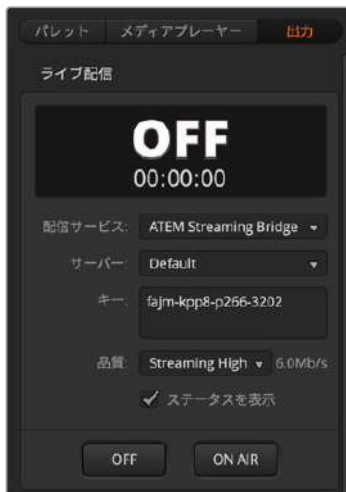 パレット メディアプレーヤー 出力
ライブ配信
OFF
00:00:00
配信サービス: ATEM Streaming Bridge
サーバー: Default
キー: fajm-kpp8-p266-3202
品質: Streaming High 6.0Mb/s
ステータスを表示
OFF ON AIR